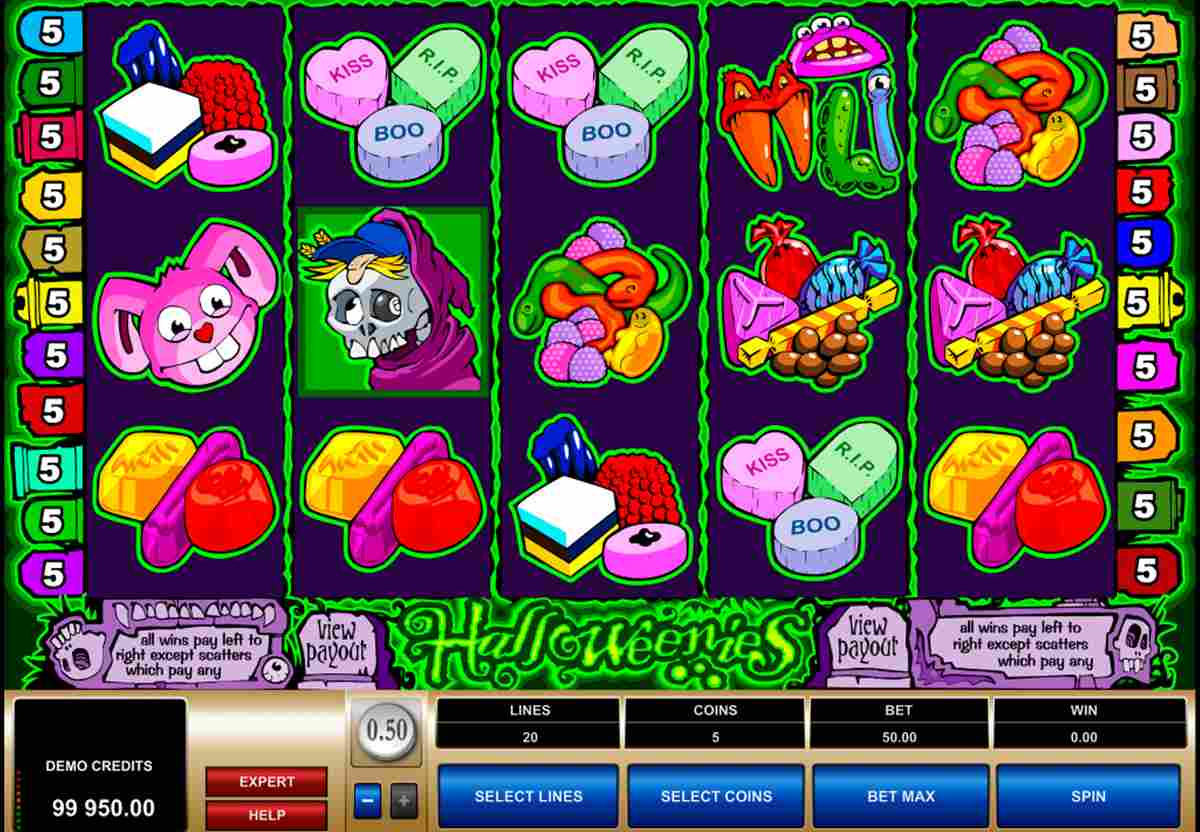 5
5
5
5
5
5
5
5
5
5
5
KISS
R.I.P.
BOO
KISS
R.I.P.
BOO
KISS
R.I.P.
BOO
5
5
5
5
5
5
5
5
5
5
all wins pay left to
right except scatters
which pay any
View
payout
Halloweenies
View
payout
all wins pay left to
right except scatters
which pay any
DEMO CREDITS
99 950.00
EXPERT
HELP
0.50
−
+
LINES
20
COINS
5
BET
50.00
WIN
0.00
SELECT LINES
SELECT COINS
BET MAX
SPIN